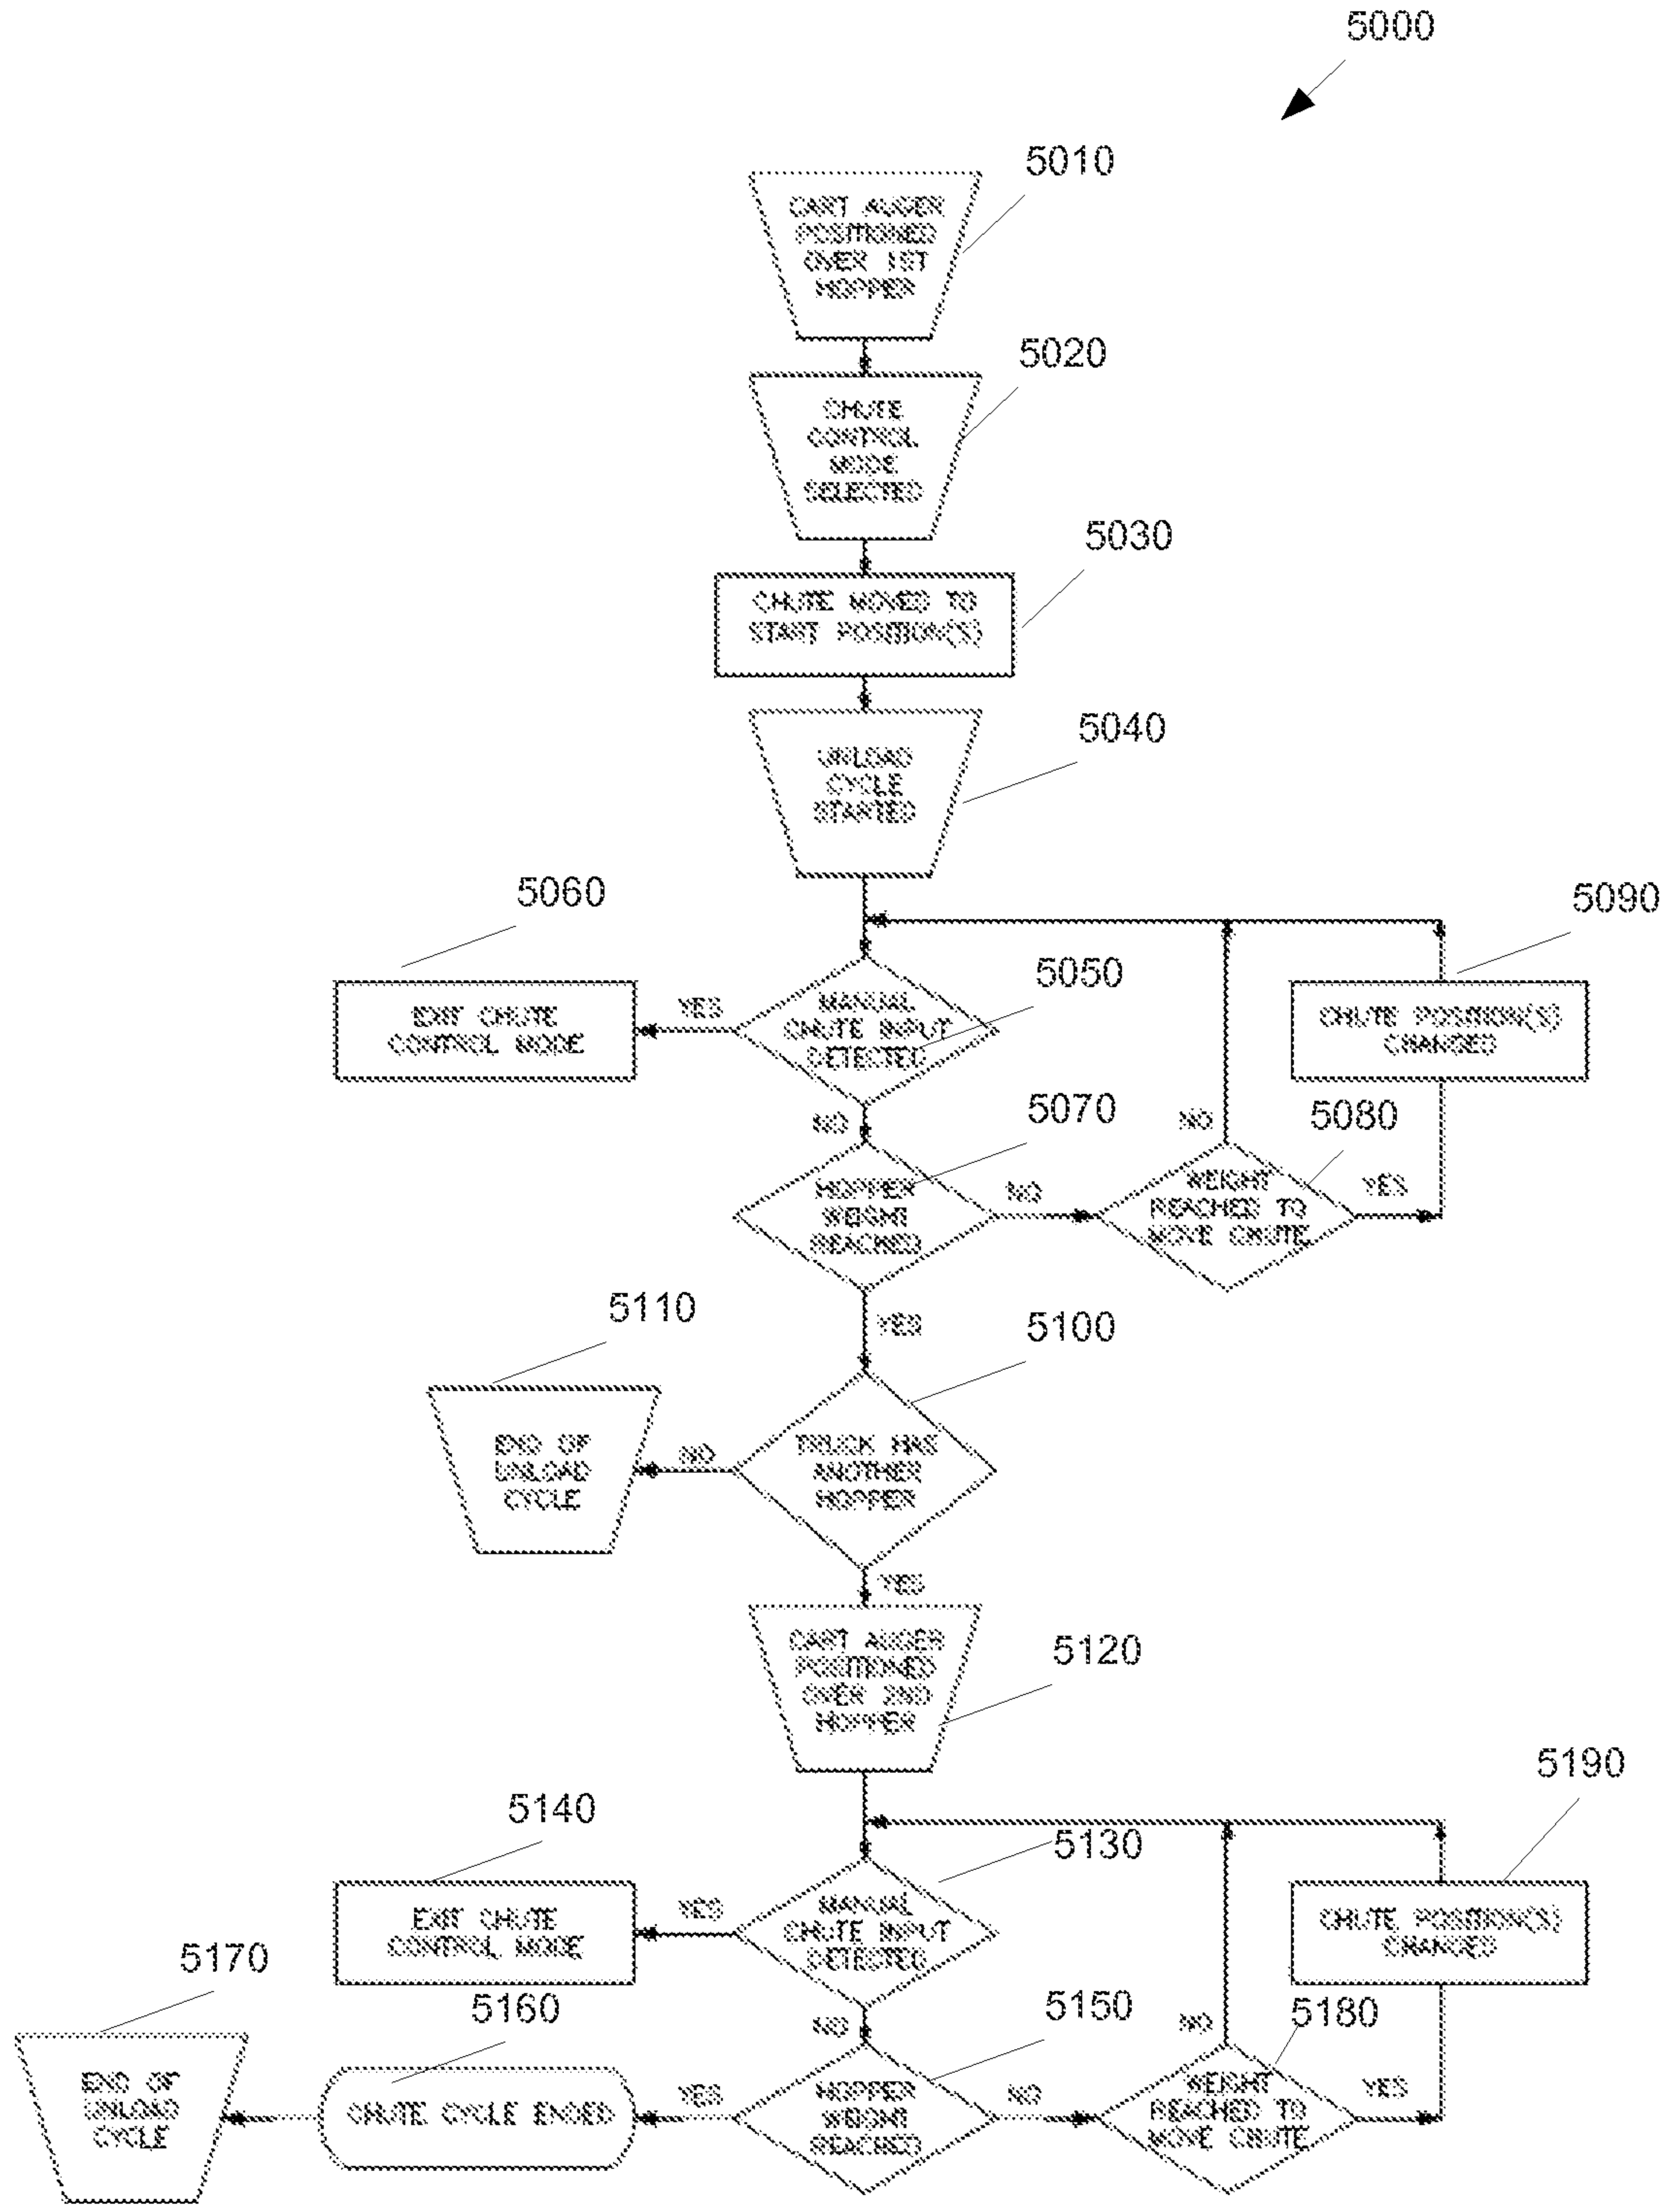 5000
5010
CART AUGER
POSITIONED
OVER 1ST
HOPPER
5020
CHUTE
CONTROL
MODE
SELECTED
5030
CHUTE MOVED TO
START POSITION(S)
5040
UNLOAD
CYCLE
STARTED
5060
EXIT CHUTE
CONTROL MODE
YES
5050
MANUAL
CHUTE INPUT
DETECTED
5090
CHUTE POSITION(S)
CHANGED
NO
5070
HOPPER
WEIGHT
REACHED
NO
NO
5080
WEIGHT
REACHED TO
MOVE CHUTE
YES
YES
5110
END OF
UNLOAD
CYCLE
NO
5100
TRUCK HAS
ANOTHER
HOPPER
YES
5120
CART AUGER
POSITIONED
OVER 2ND
HOPPER
5140
EXIT CHUTE
CONTROL MODE
YES
5130
MANUAL
CHUTE INPUT
DETECTED
5190
CHUTE POSITION(S)
CHANGED
NO
5170
END OF
UNLOAD
CYCLE
5160
CHUTE CYCLE ENDED
YES
5150
HOPPER
WEIGHT
REACHED
NO
NO
5180
WEIGHT
REACHED TO
MOVE CHUTE
YES